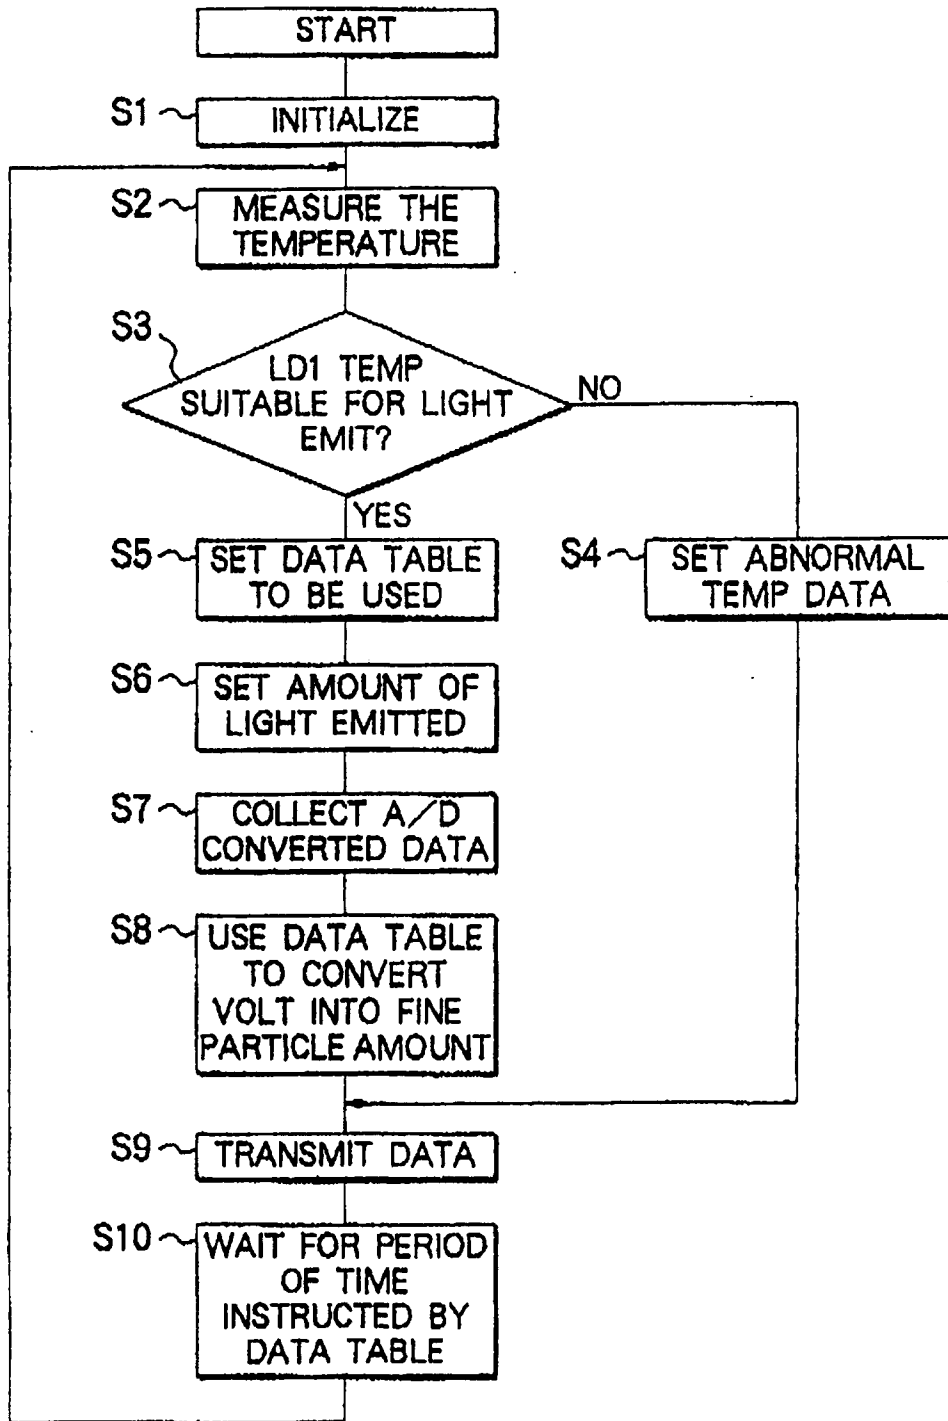 START
S1
INITIALIZE
S2
MEASURE THE
TEMPERATURE
S3
LD1 TEMP
SUITABLE FOR LIGHT
EMIT?
NO
YES
S5
SET DATA TABLE
TO BE USED
S4
SET ABNORMAL
TEMP DATA
S6
SET AMOUNT OF
LIGHT EMITTED
S7
COLLECT A/D
CONVERTED DATA
S8
USE DATA TABLE
TO CONVERT
VOLT INTO FINE
PARTICLE AMOUNT
S9
TRANSMIT DATA
S10
WAIT FOR PERIOD
OF TIME
INSTRUCTED BY
DATA TABLE